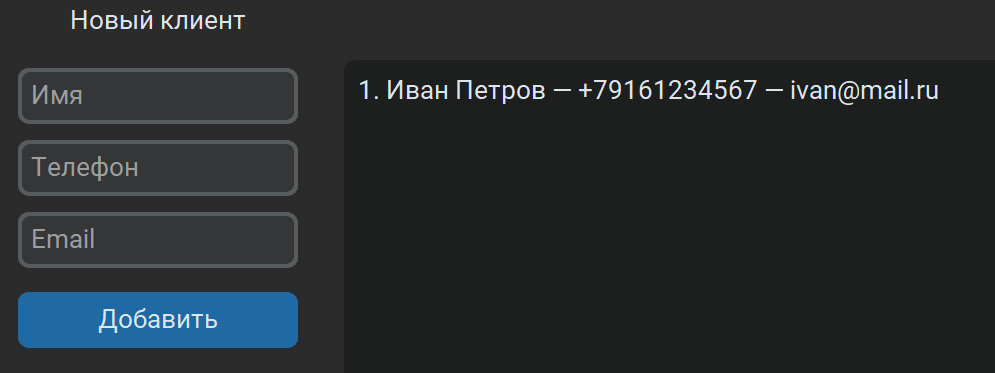 Новый клиент
Имя
Телефон
Email
Добавить
1. Иван Петров — +79161234567 — ivan@mail.ru